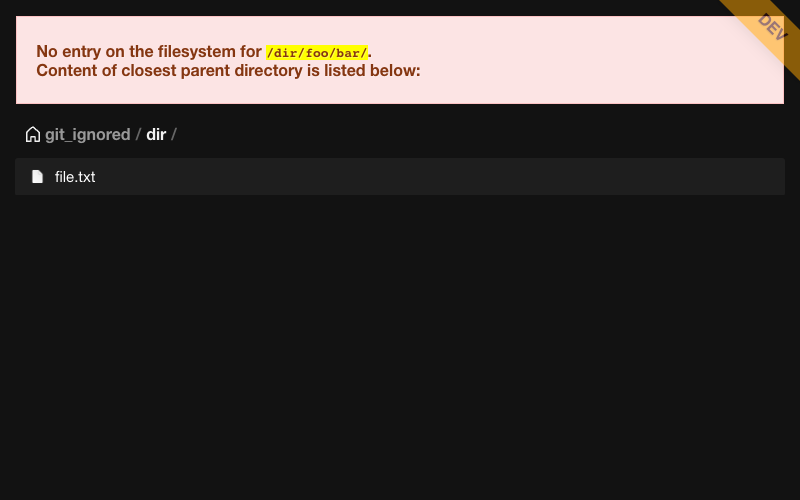 No entry on the filesystem for /dir/foo/bar/.
Content of closest parent directory is listed below:
DEV
git_ignored / dir /
file.txt